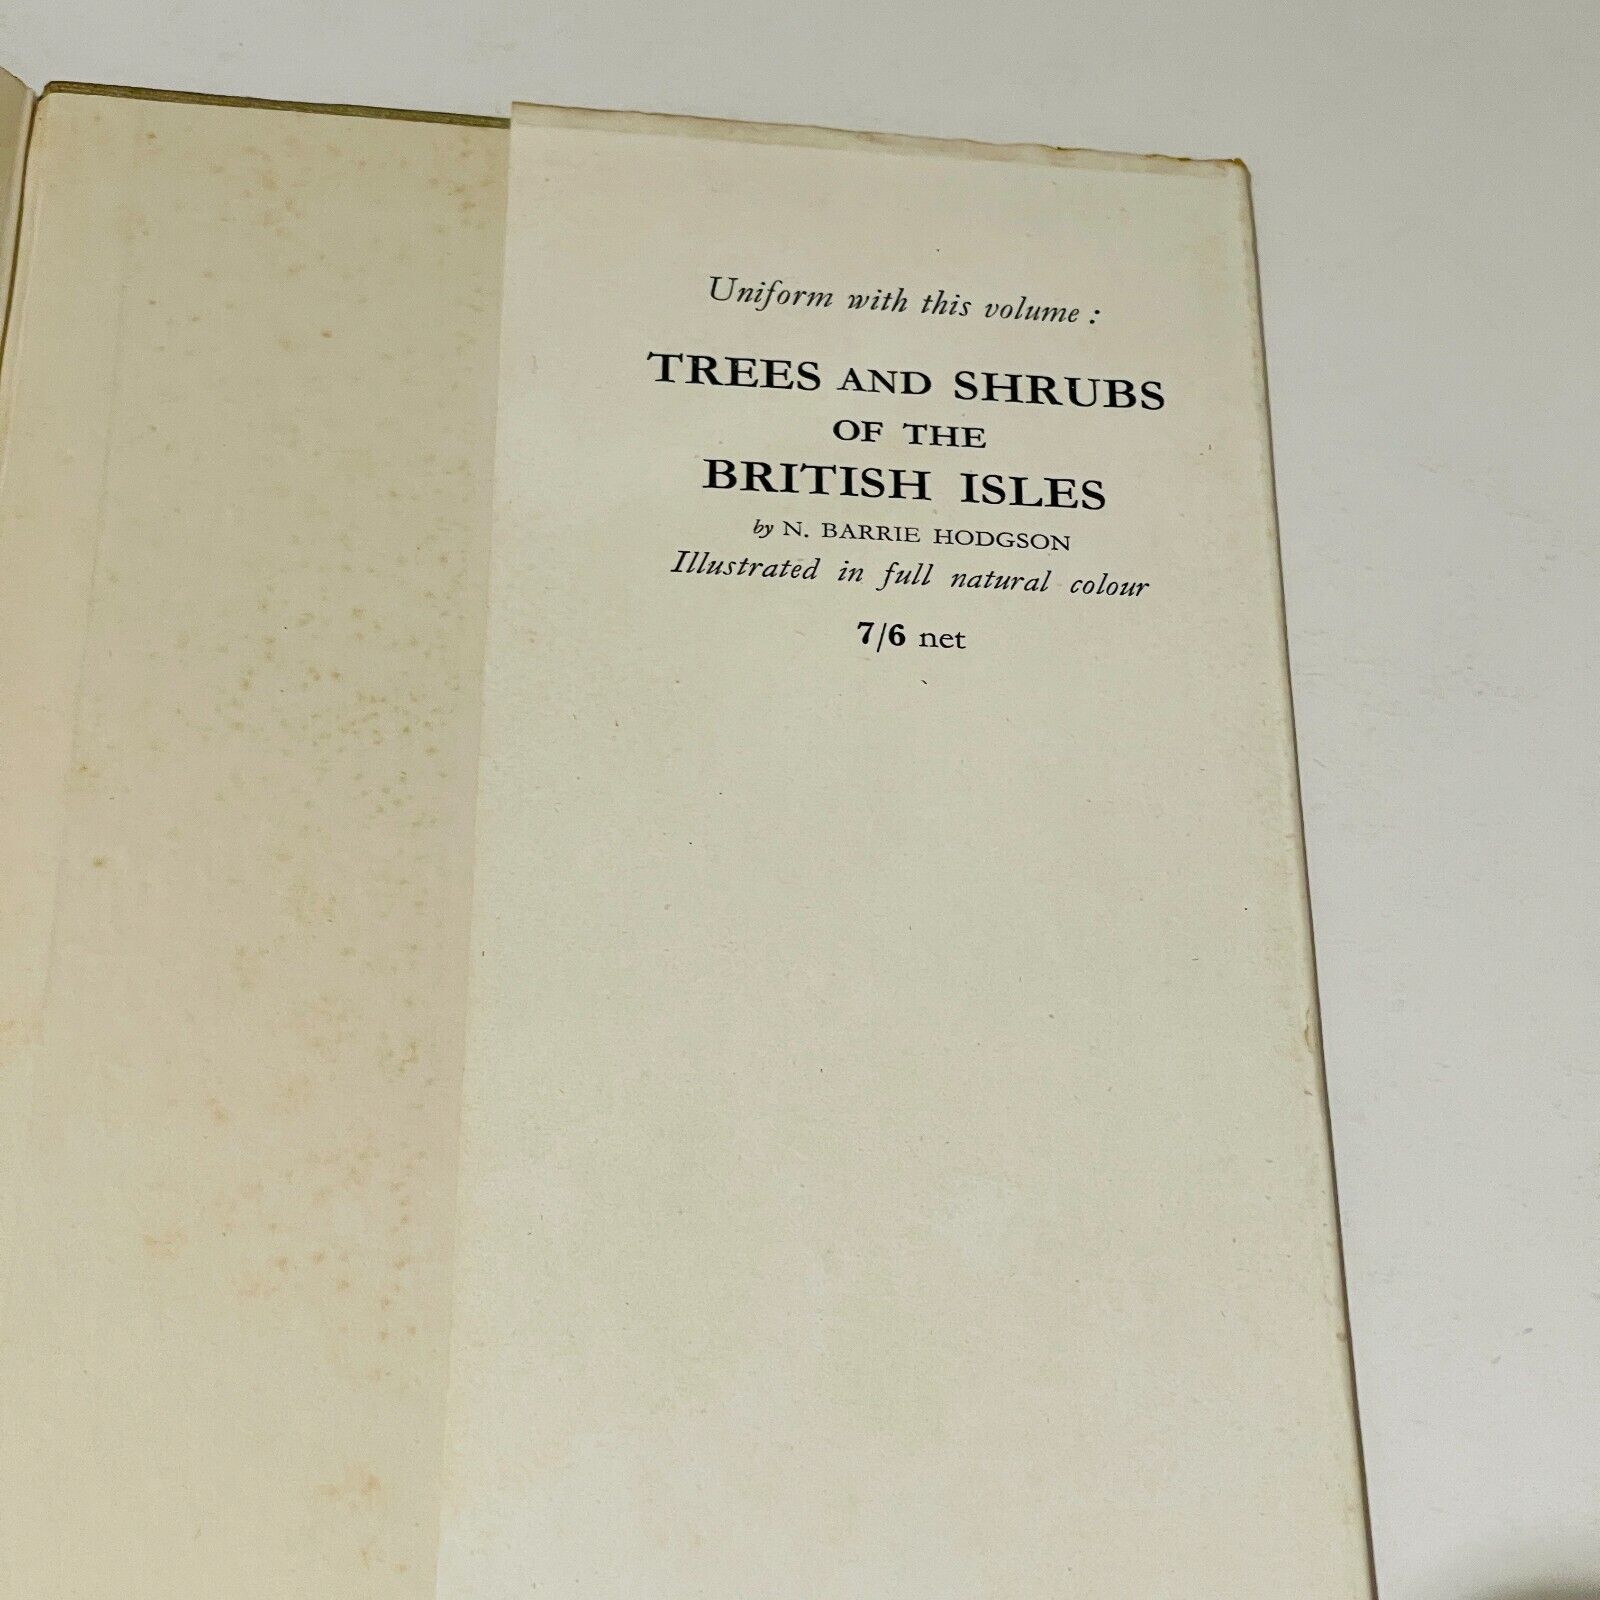 Uniform with this volume :
TREES AND SHRUBS
OF THE
BRITISH ISLES
by N. BARRIE HODGSON
Illustrated in full natural colour
7/6 net